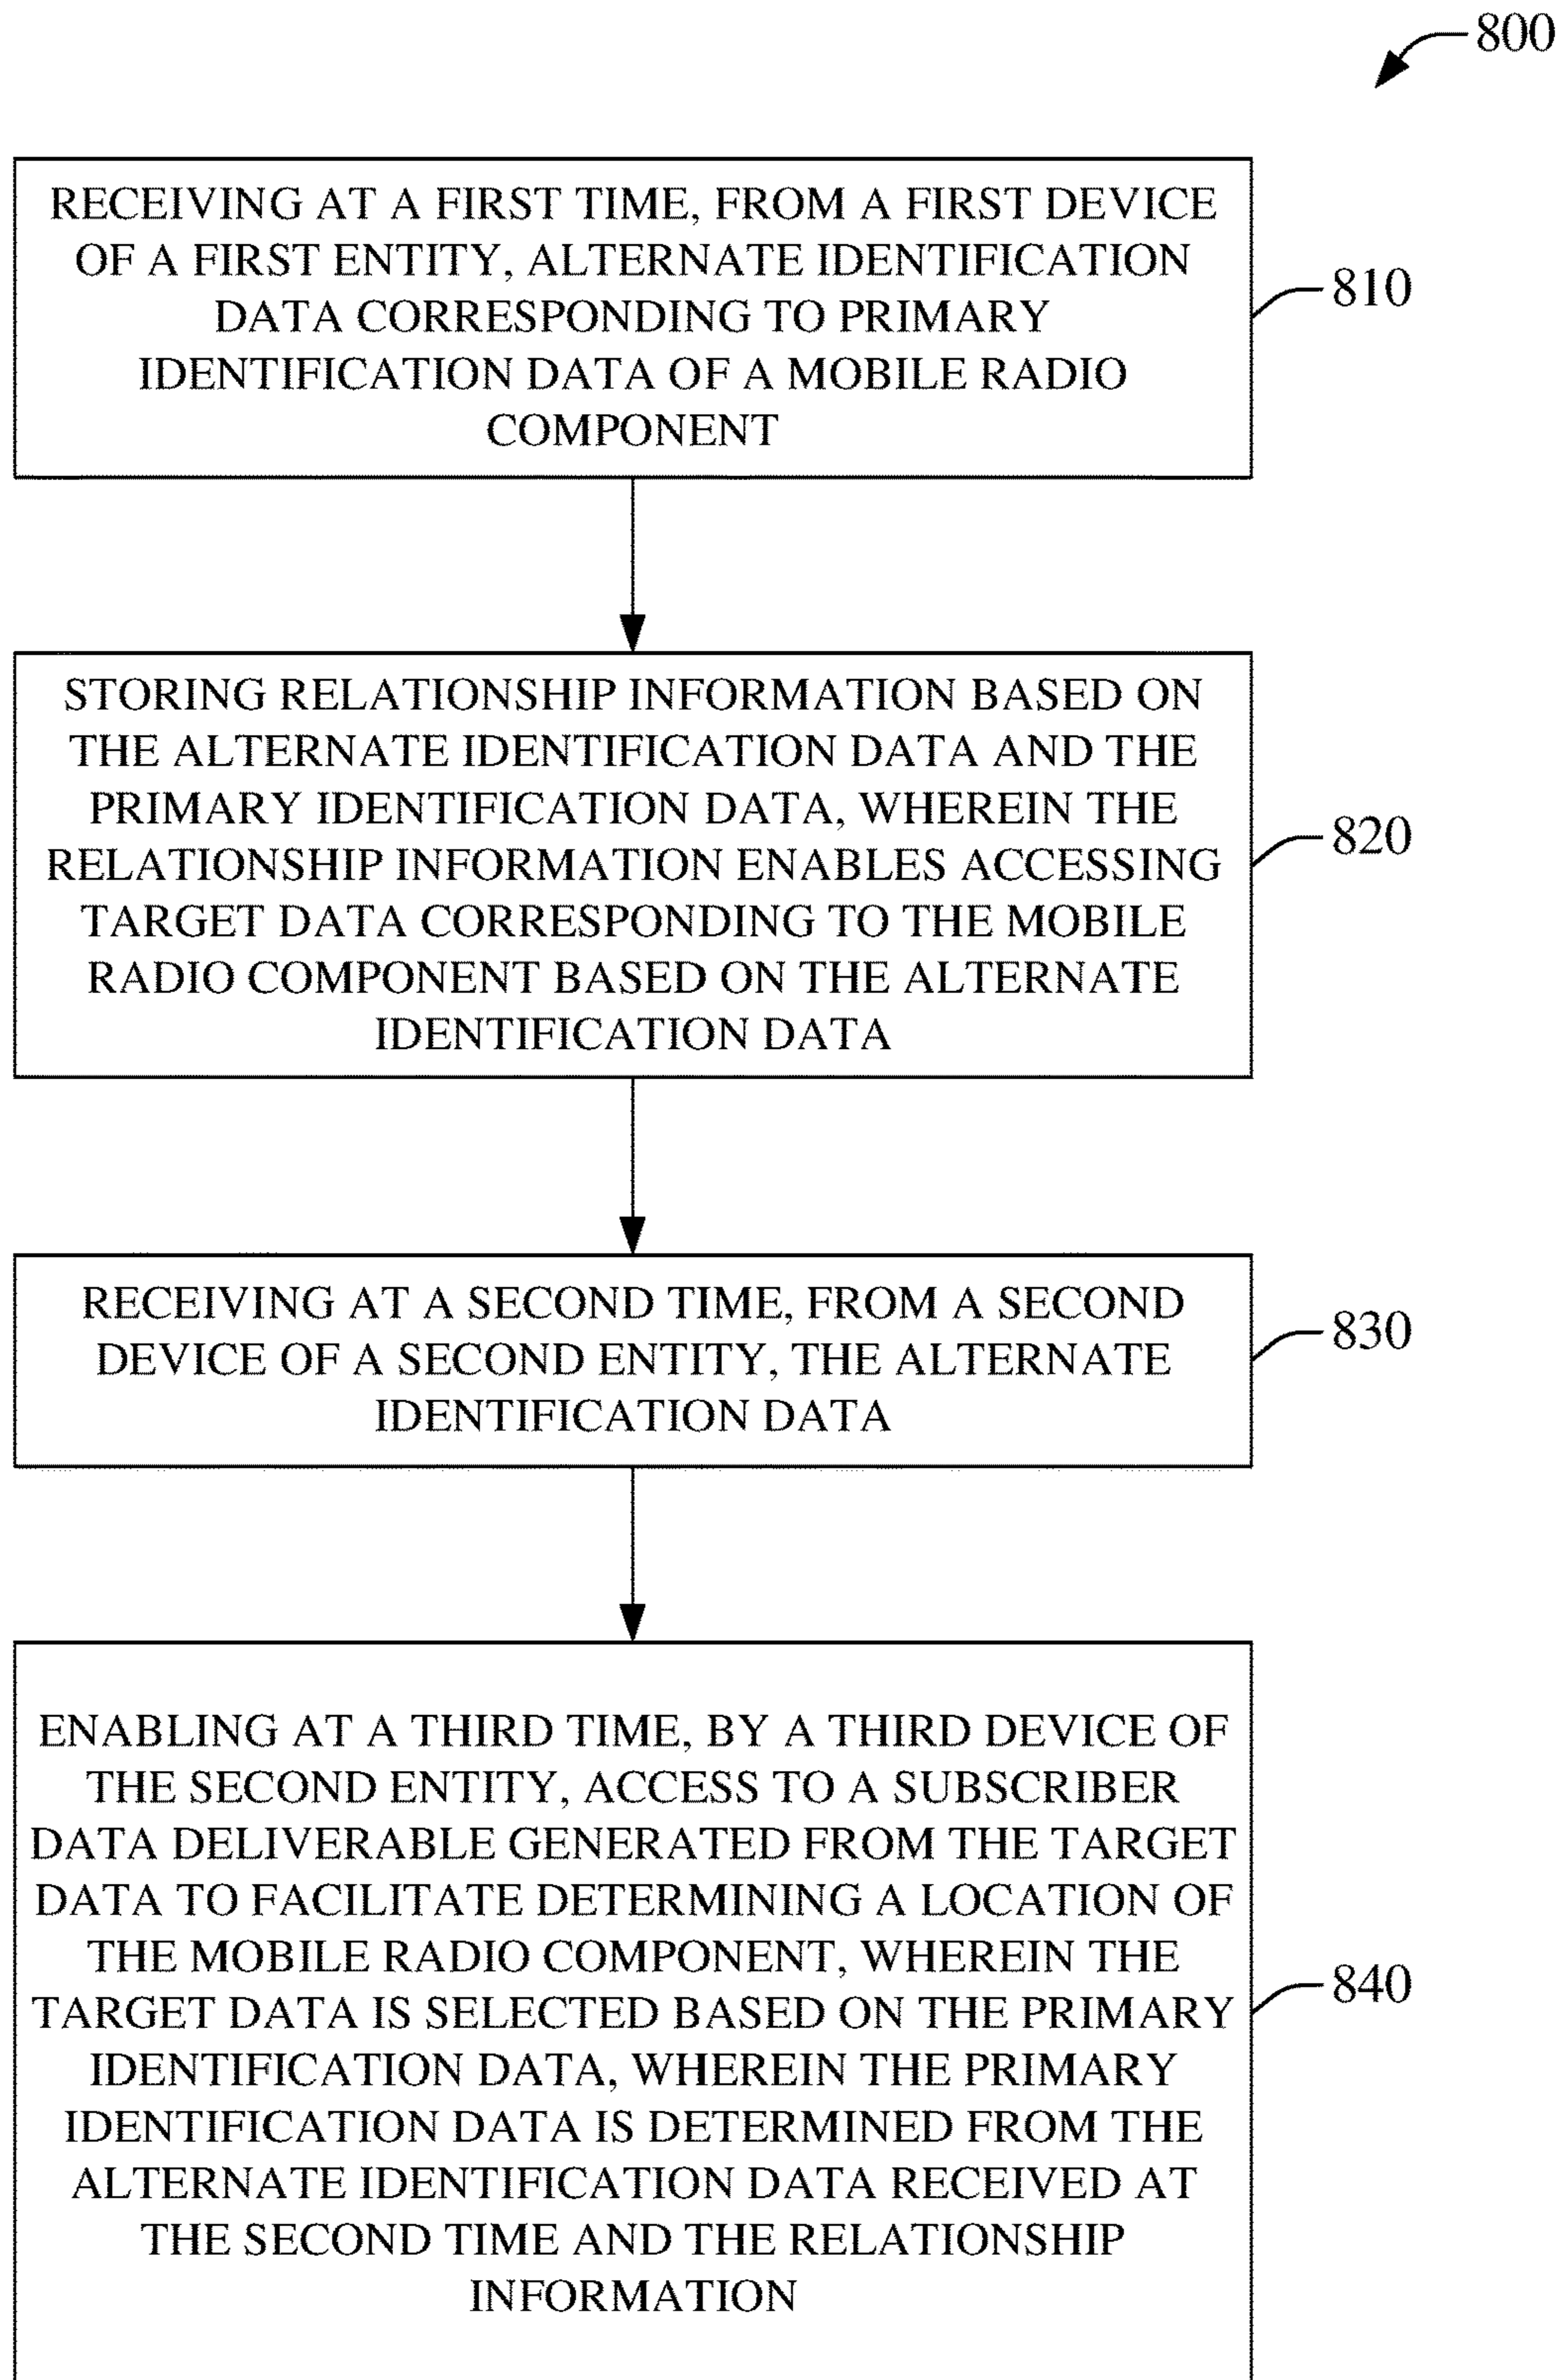 800
RECEIVING AT A FIRST TIME, FROM A FIRST DEVICE
OF A FIRST ENTITY, ALTERNATE IDENTIFICATION
DATA CORRESPONDING TO PRIMARY
IDENTIFICATION DATA OF A MOBILE RADIO
COMPONENT
810
STORING RELATIONSHIP INFORMATION BASED ON
THE ALTERNATE IDENTIFICATION DATA AND THE
PRIMARY IDENTIFICATION DATA, WHEREIN THE
RELATIONSHIP INFORMATION ENABLES ACCESSING
TARGET DATA CORRESPONDING TO THE MOBILE
RADIO COMPONENT BASED ON THE ALTERNATE
IDENTIFICATION DATA
820
RECEIVING AT A SECOND TIME, FROM A SECOND
DEVICE OF A SECOND ENTITY, THE ALTERNATE
IDENTIFICATION DATA
830
ENABLING AT A THIRD TIME, BY A THIRD DEVICE OF
THE SECOND ENTITY, ACCESS TO A SUBSCRIBER
DATA DELIVERABLE GENERATED FROM THE TARGET
DATA TO FACILITATE DETERMINING A LOCATION OF
THE MOBILE RADIO COMPONENT, WHEREIN THE
TARGET DATA IS SELECTED BASED ON THE PRIMARY
IDENTIFICATION DATA, WHEREIN THE PRIMARY
IDENTIFICATION DATA IS DETERMINED FROM THE
ALTERNATE IDENTIFICATION DATA RECEIVED AT
THE SECOND TIME AND THE RELATIONSHIP
INFORMATION
840